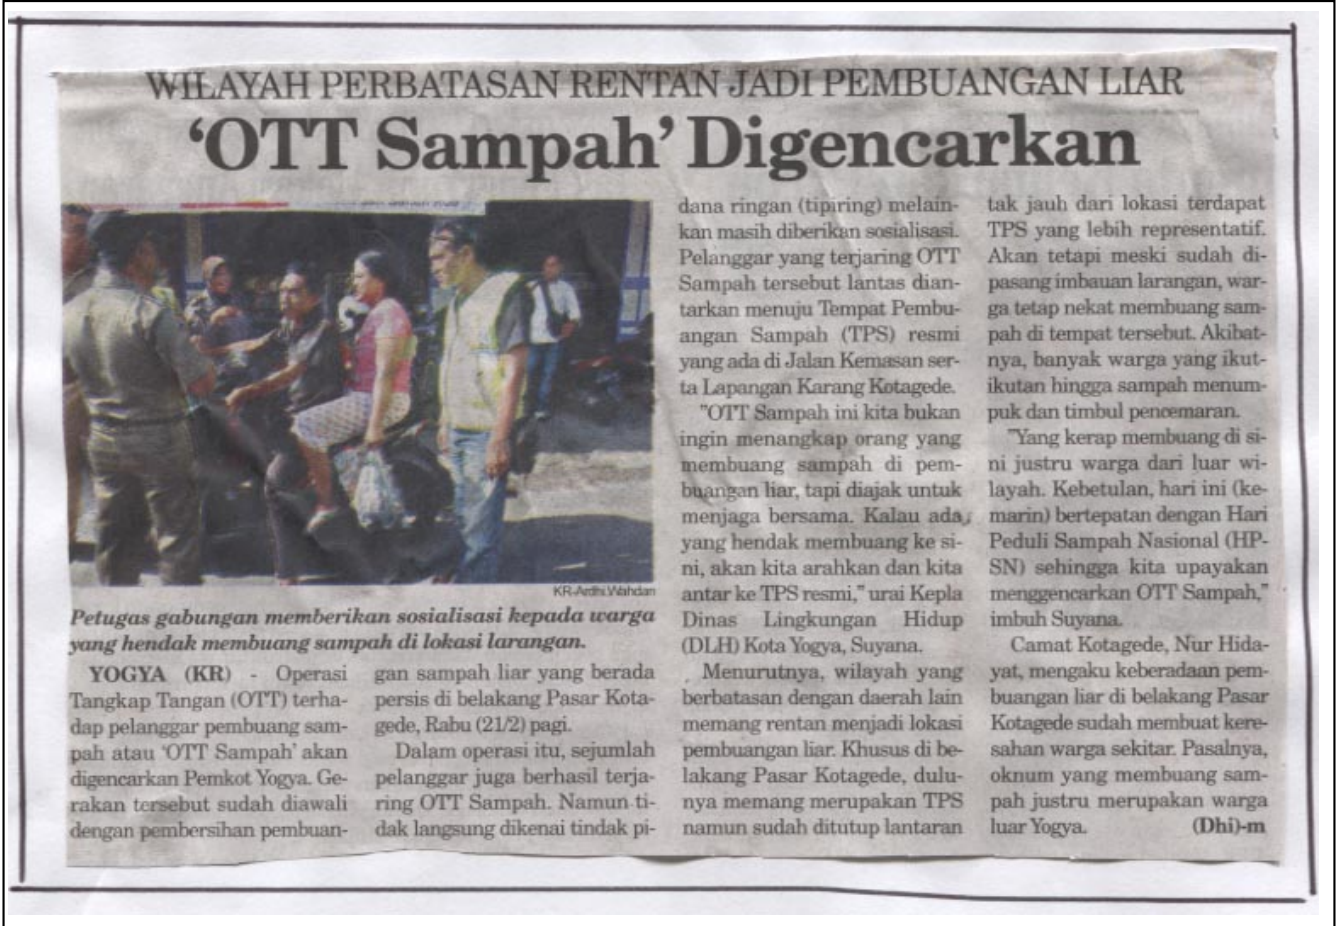 WILAYAH PERBATASAN RENTAN JADI PEMBUANGAN LIAR
'OTT Sampah' Digencarkan
KR-Ardhi Wahdan
Petugas gabungan memberikan sosialisasi kepada warga
yang hendak membuang sampah di lokasi larangan.
YOGYA (KR) - Operasi
Tangkap Tangan (OTT) terha-
dap pelanggar pembuang sam-
pah atau 'OTT Sampah' akan
digencarkan Pemkot Yogya. Ge-
rakan tersebut sudah diawali
dengan pembersihan pembuan-
gan sampah liar yang berada
persis di belakang Pasar Kota-
gede, Rabu (21/2) pagi.
Dalam operasi itu, sejumlah
pelanggar juga berhasil terja-
ring OTT Sampah. Namun ti-
dak langsung dikenai tindak pi-
dana ringan (tipiring) melain-
kan masih diberikan sosialisasi.
Pelanggar yang terjaring OTT
Sampah tersebut lantas dian-
tarkan menuju Tempat Pembu-
angan Sampah (TPS) resmi
yang ada di Jalan Kemasan ser-
ta Lapangan Karang Kotagede.
"OTT Sampah ini kita bukan
ingin menangkap orang yang
membuang sampah di pem-
buangan liar, tapi diajak untuk
menjaga bersama. Kalau ada
yang hendak membuang ke si-
ni, akan kita arahkan dan kita
antar ke TPS resmi," urai Kepla
Dinas Lingkungan Hidup
(DLH) Kota Yogya, Suyana.
Menurutnya, wilayah yang
berbatasan dengan daerah lain
memang rentan menjadi lokasi
pembuangan liar. Khusus di be-
lakang Pasar Kotagede, dulu-
nya memang merupakan TPS
namun sudah ditutup lantaran
tak jauh dari lokasi terdapat
TPS yang lebih representatif.
Akan tetapi meski sudah di-
pasang imbauan larangan, war-
ga tetap nekat membuang sam-
pah di tempat tersebut. Akibat-
nya, banyak warga yang ikut-
ikutan hingga sampah menum-
puk dan timbul pencemaran.
"Yang kerap membuang di si-
ni justru warga dari luar wi-
layah. Kebetulan, hari ini (ke-
marin) bertepatan dengan Hari
Peduli Sampah Nasional (HP-
SN) sehingga kita upayakan
menggencarkan OTT Sampah,"
imbuh Suyana.
Camat Kotagede, Nur Hida-
yat, mengaku keberadaan pem-
buangan liar di belakang Pasar
Kotagede sudah membuat kere-
sahan warga sekitar. Pasalnya,
oknum yang membuang sam-
pah justru merupakan warga
luar Yogya. (Dhi)-m